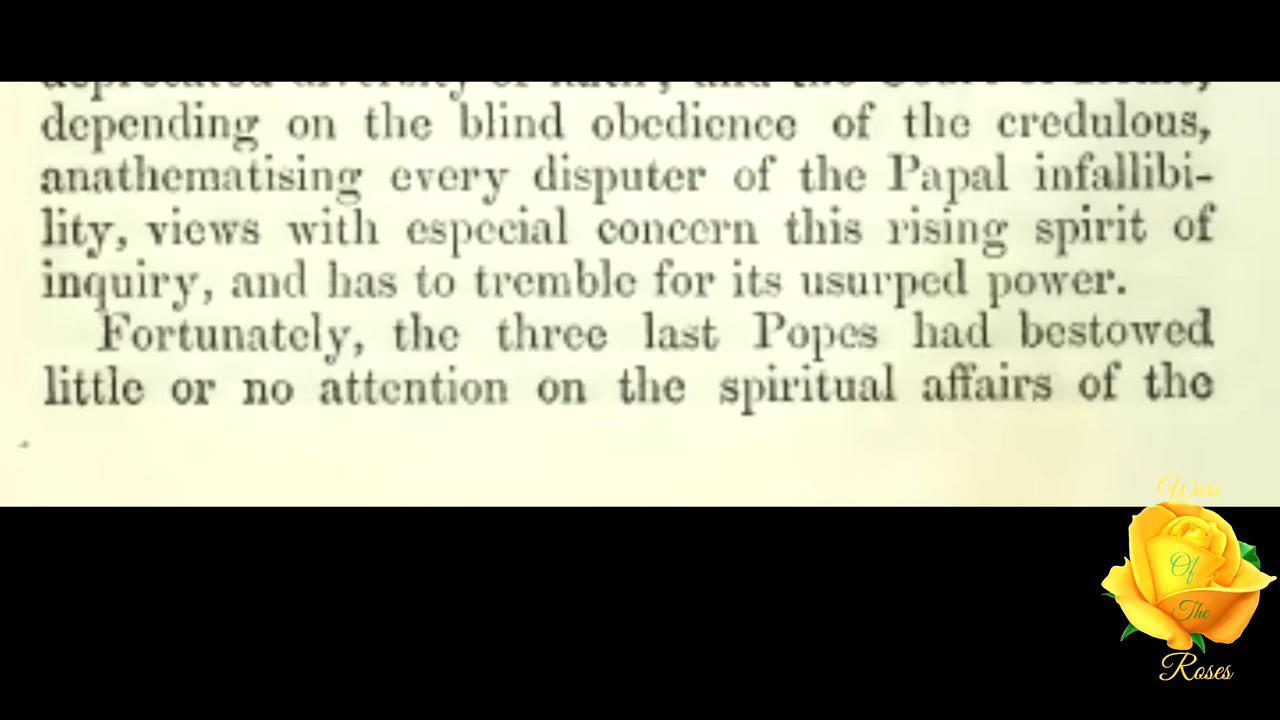 depending on the blind obedience of the credulous,
anathematising every disputer of the Papal infallibi-
lity, views with especial concern this rising spirit of
inquiry, and has to tremble for its usurped power.
Fortunately, the three last Popes had bestowed
little or no attention on the spiritual affairs of the
Wars
Of
The
Roses